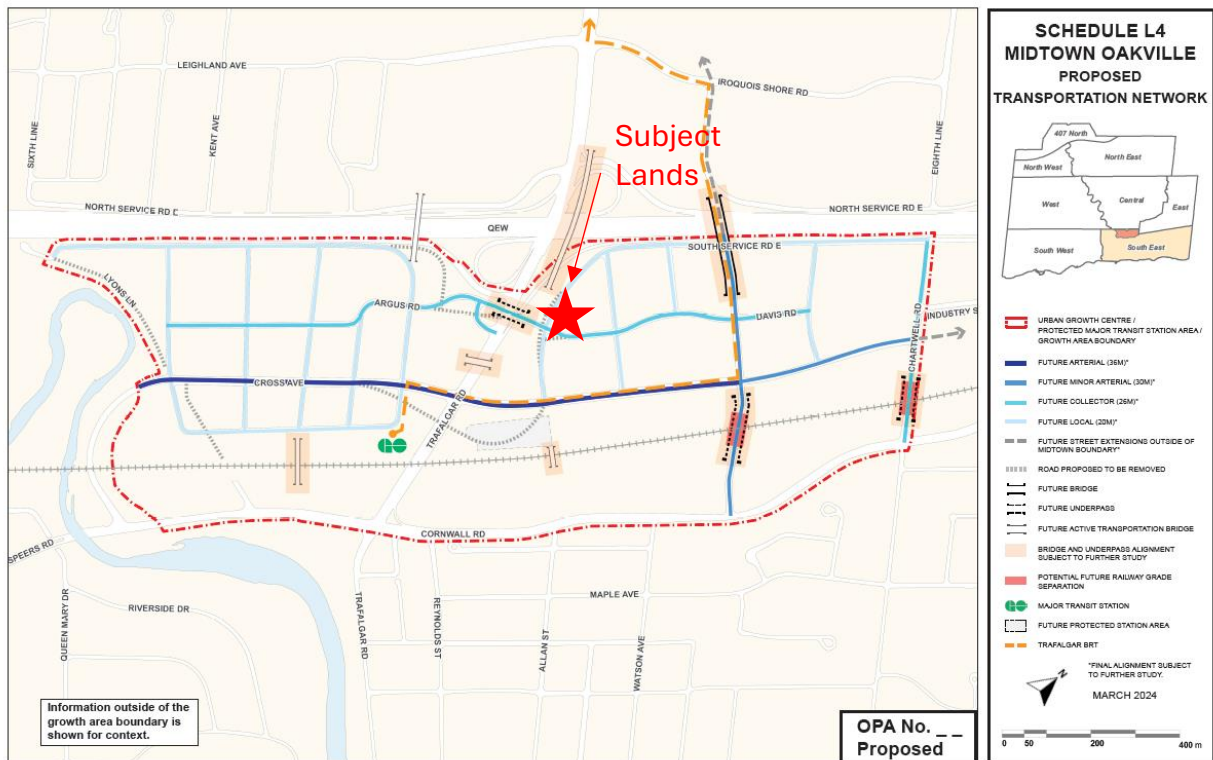 LEIGHLAND AVE
IROQUOIS SHORE RD
SIXTH LINE
KENT AVE
EIGHTH LINE
Subject
Lands
NORTH SERVICE RD E
NORTH SERVICE RD E
QEW
SOUTH SERVICE RD E
LYONS LN
ARGUS RD
DAVIS RD
INDUSTRY S
CHARTWELL RD
CROSS AVE
TRAFALGAR RD
GO
CORNWALL RD
SPEERS RD
MAPLE AVE
RIVERSIDE DR
QUEEN MARY DR
TRAFALGAR RD
REYNOLDS ST
ALLAN ST
WATSON AVE
Information outside of the
growth area boundary is
shown for context.
OPA No. _ _
Proposed
SCHEDULE L4
MIDTOWN OAKVILLE
PROPOSED
TRANSPORTATION NETWORK
407 North
North West
North East
West
Central
East
South West
South East
URBAN GROWTH CENTRE /
PROTECTED MAJOR TRANSIT STATION AREA /
GROWTH AREA BOUNDARY
FUTURE ARTERIAL (36M)*
FUTURE MINOR ARTERIAL (30M)*
FUTURE COLLECTOR (26M)*
FUTURE LOCAL (20M)*
FUTURE STREET EXTENSIONS OUTSIDE OF
MIDTOWN BOUNDARY*
ROAD PROPOSED TO BE REMOVED
FUTURE BRIDGE
FUTURE UNDERPASS
FUTURE ACTIVE TRANSPORTATION BRIDGE
BRIDGE AND UNDERPASS ALIGNMENT
SUBJECT TO FURTHER STUDY
POTENTIAL FUTURE RAILWAY GRADE
SEPARATION
GO
MAJOR TRANSIT STATION
FUTURE PROTECTED STATION AREA
TRAFALGAR BRT
*FINAL ALIGNMENT SUBJECT
TO FURTHER STUDY.
N
MARCH 2024
0 50 200 400 m